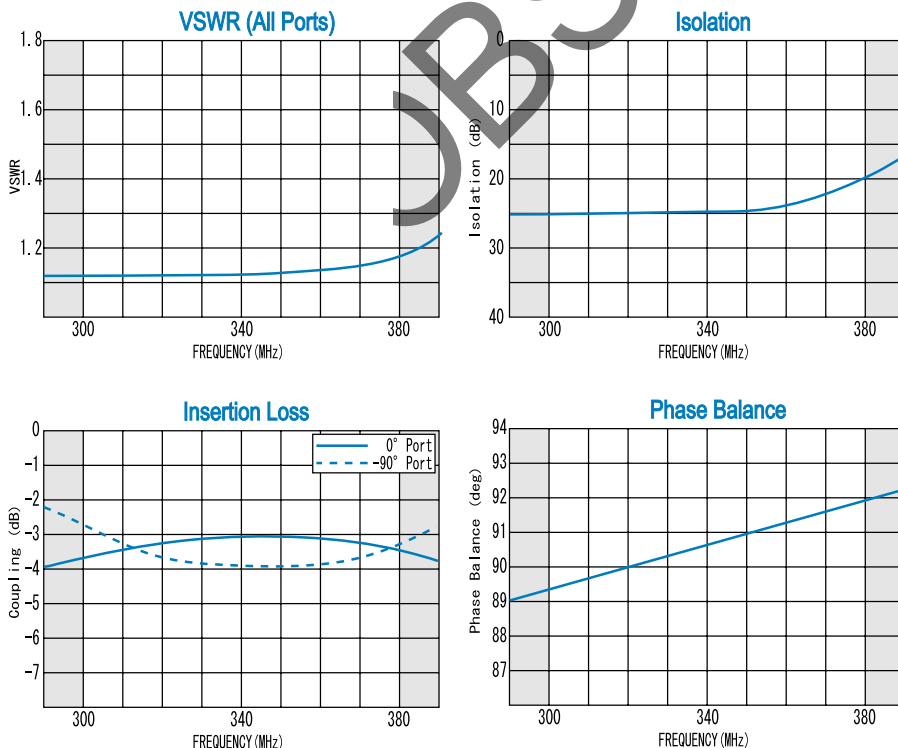 VSWR (All Ports)
1.8
1.6
1.4
1.2
VSWR
300 340 380
FREQUENCY(MHz)
Isolation
0
10
20
30
40
Isolation (dB)
300 340 380
FREQUENCY(MHz)
Insertion Loss
0
-1
-2
-3
-4
-5
-6
-7
Coupling (dB)
0° Port
-90° Port
300 340 380
FREQUENCY(MHz)
Phase Balance
94
93
92
91
90
89
88
87
Phase Balance (deg)
300 340 380
FREQUENCY(MHz)